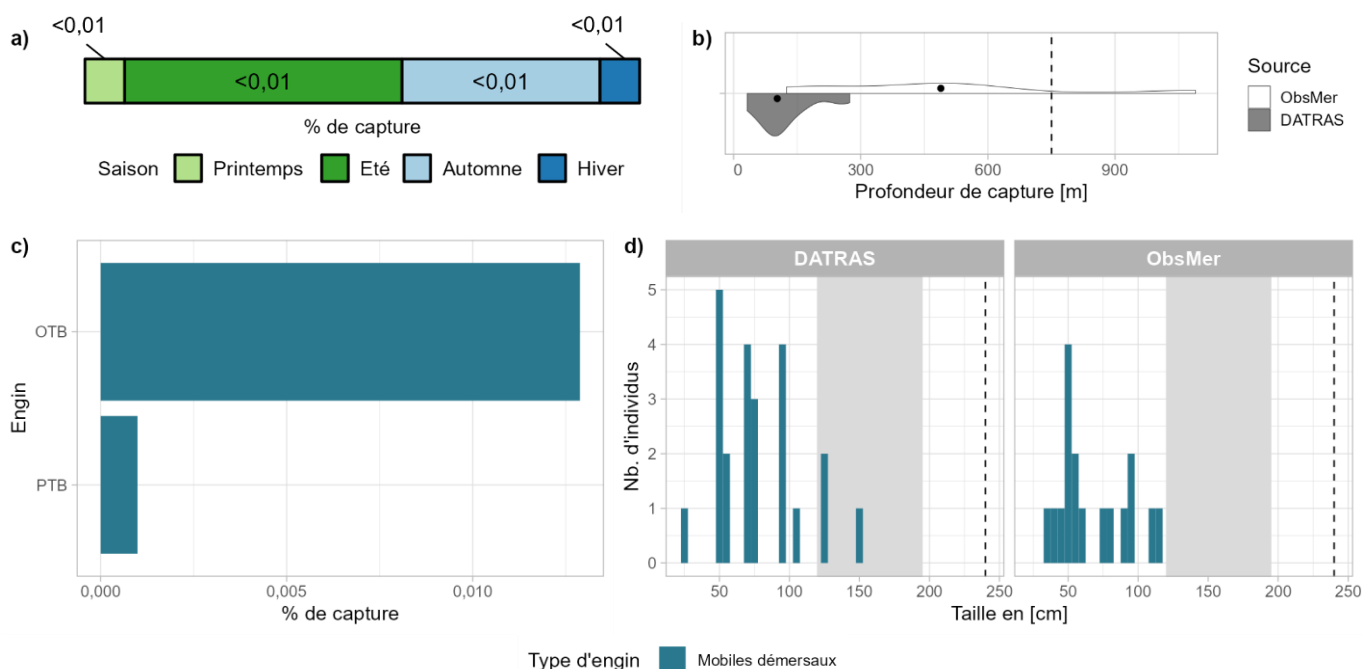 a)
<0,01
<0,01
<0,01
<0,01
% de capture
Saison
Printemps
Eté
Automne
Hiver
b)
0
300
600
900
Profondeur de capture [m]
Source
ObsMer
DATRAS
c)
OTB
PTB
Engin
0,000
0,005
0,010
% de capture
d)
DATRAS
ObsMer
5
4
3
2
1
0
Nb. d'individus
50
100
150
200
250
50
100
150
200
250
Taille en [cm]
Type d'engin
Mobiles démersaux